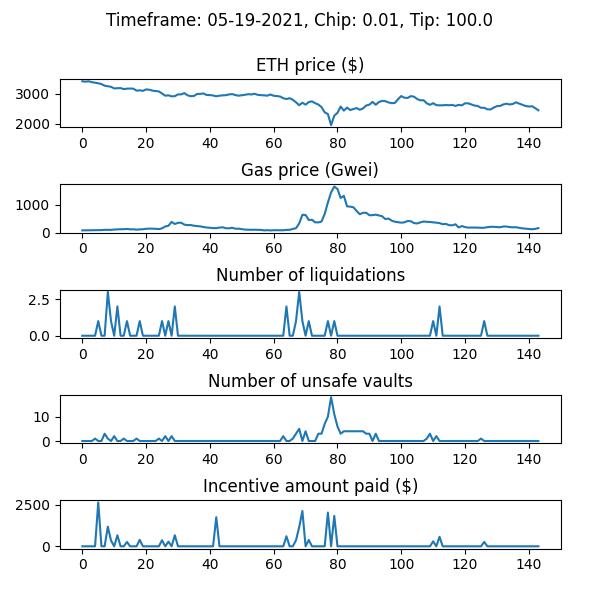 Timeframe: 05-19-2021, Chip: 0.01, Tip: 100.0
ETH price ($)
3000
2000
0 20 40 60 80 100 120 140
Gas price (Gwei)
1000
0
0 20 40 60 80 100 120 140
Number of liquidations
2.5
0.0
0 20 40 60 80 100 120 140
Number of unsafe vaults
10
0
0 20 40 60 80 100 120 140
Incentive amount paid ($)
2500
0
0 20 40 60 80 100 120 140